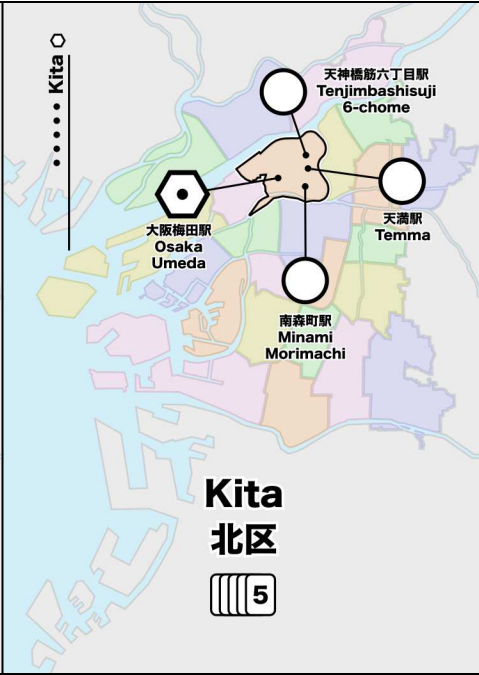 Kita
天神橋筋六丁目駅
Tenjimbashisuji
6-chome
大阪梅田駅
Osaka
Umeda
天満駅
Temma
南森町駅
Minami
Morimachi
Kita
北区
5